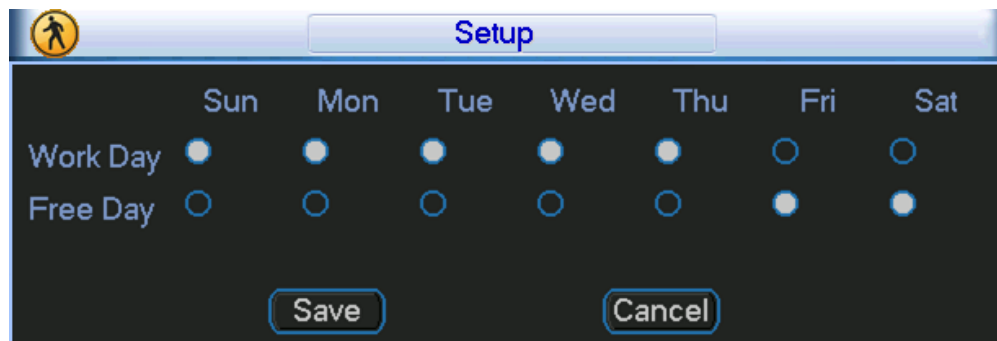 Setup
Sun Mon Tue Wed Thu Fri Sat
Work Day
Free Day
Save Cancel